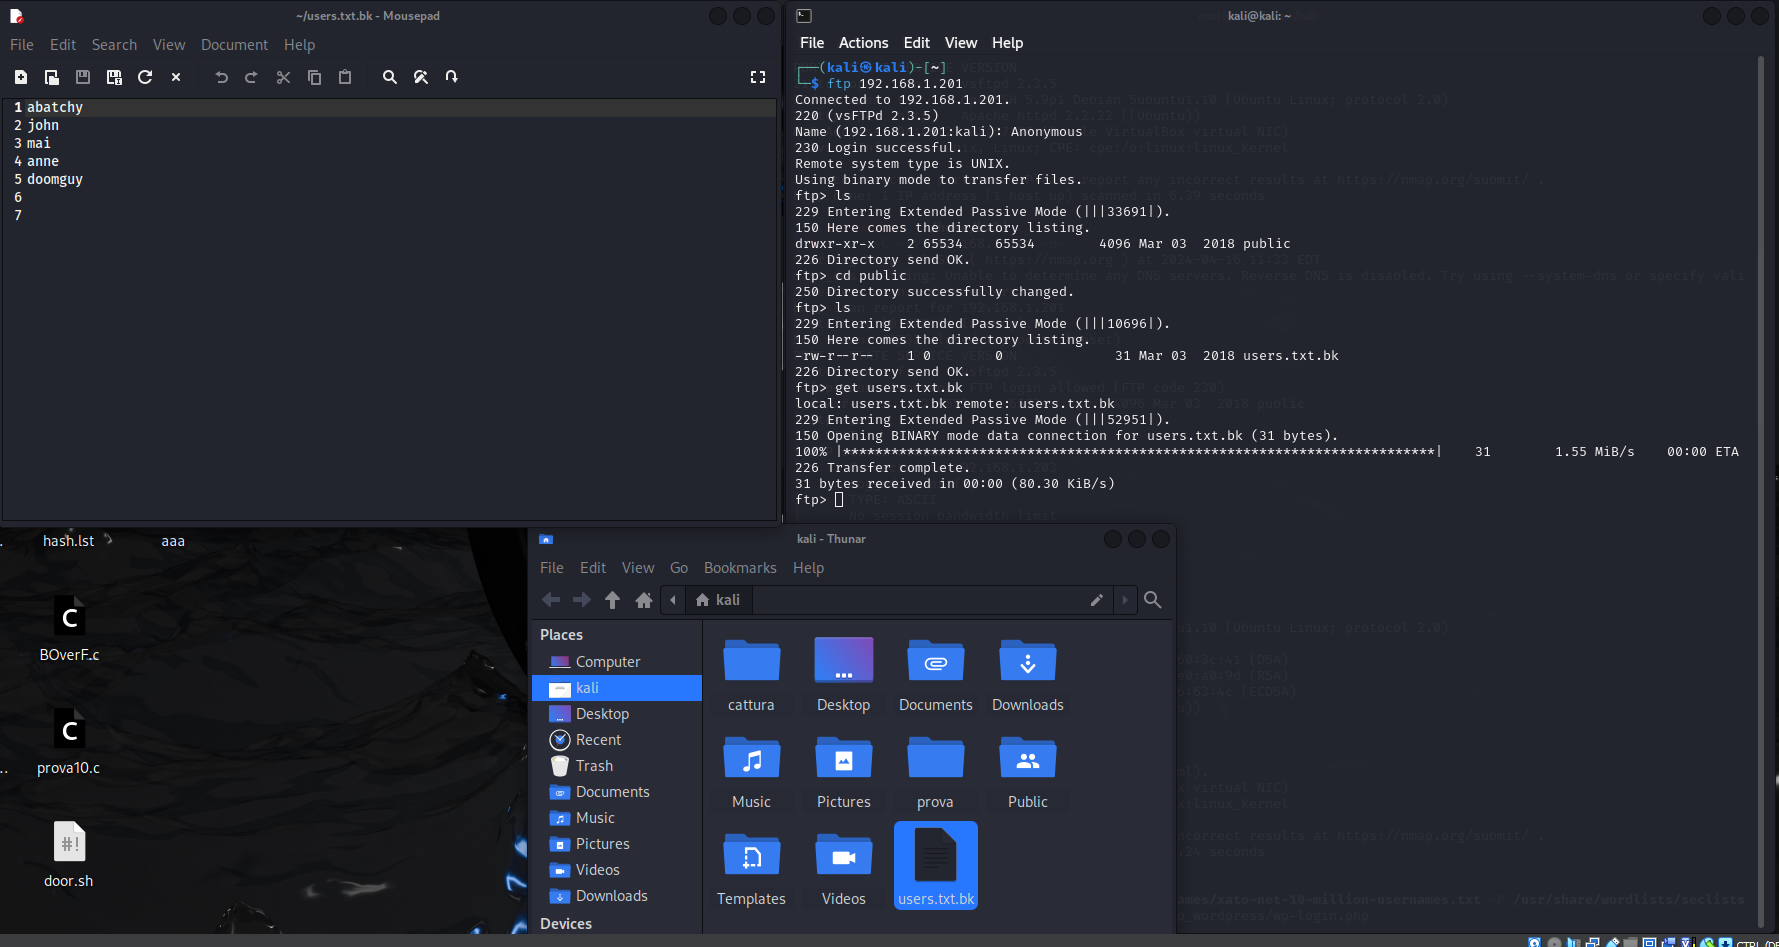 ~/users.txt.bk - Mousepad
File Edit Search View Document Help
1 abatchy
2 john
3 mai
4 anne
5 doomguy
6
7
kali@kali: ~
File Actions Edit View Help
┌──(kali㉿kali)-[~]
└─$ ftp 192.168.1.201
Connected to 192.168.1.201.
220 (vsFTPd 2.3.5)
Name (192.168.1.201:kali): Anonymous
230 Login successful.
Remote system type is UNIX.
Using binary mode to transfer files.
ftp> ls
229 Entering Extended Passive Mode (|||33691|).
150 Here comes the directory listing.
drwxr-xr-x    2 65534    65534        4096 Mar 03  2018 public
226 Directory send OK.
ftp> cd public
250 Directory successfully changed.
ftp> ls
229 Entering Extended Passive Mode (|||10696|).
150 Here comes the directory listing.
-rw-r--r--    1 0        0              31 Mar 03  2018 users.txt.bk
226 Directory send OK.
ftp> get users.txt.bk
local: users.txt.bk remote: users.txt.bk
229 Entering Extended Passive Mode (|||52951|).
150 Opening BINARY mode data connection for users.txt.bk (31 bytes).
100% |**************************************************************************|    31        1.55 MiB/s    00:00 ETA
226 Transfer complete.
31 bytes received in 00:00 (80.30 KiB/s)
ftp>
hash.lst
aaa
BOverF.c
prova10.c
door.sh
kali - Thunar
File Edit View Go Bookmarks Help
kali
Places
Computer
kali
Desktop
Recent
Trash
Documents
Music
Pictures
Videos
Downloads
Devices
cattura Desktop Documents Downloads
Music Pictures prova Public
Templates Videos users.txt.bk